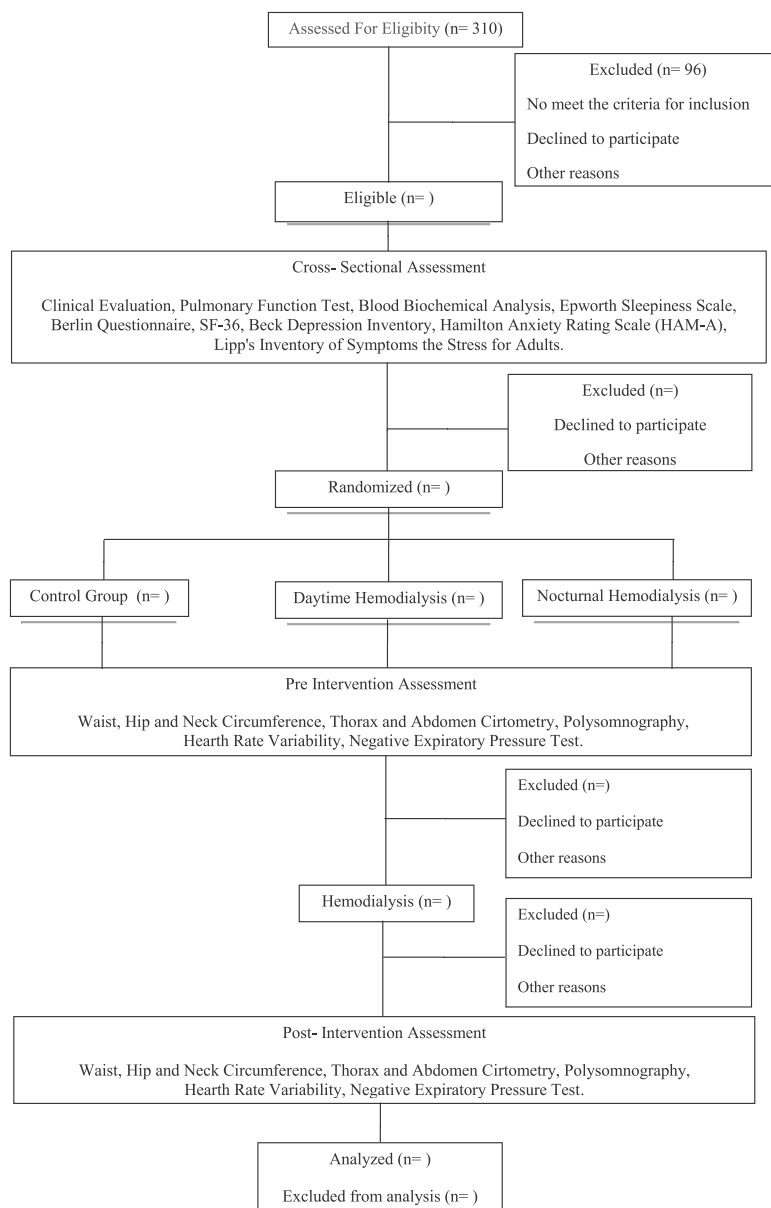 Assessed For Eligibity (n= 310)
Excluded (n= 96)
No meet the criteria for inclusion
Declined to participate
Other reasons
Eligible (n= )
Cross- Sectional Assessment
Clinical Evaluation, Pulmonary Function Test, Blood Biochemical Analysis, Epworth Sleepiness Scale,
Berlin Questionnaire, SF-36, Beck Depression Inventory, Hamilton Anxiety Rating Scale (HAM-A),
Lipp's Inventory of Symptoms the Stress for Adults.
Excluded (n=)
Declined to participate
Other reasons
Randomized (n= )
Control Group (n= )
Daytime Hemodialysis (n= )
Nocturnal Hemodialysis (n= )
Pre Intervention Assessment
Waist, Hip and Neck Circumference, Thorax and Abdomen Cirtometry, Polysomnography,
Hearth Rate Variability, Negative Expiratory Pressure Test.
Excluded (n=)
Declined to participate
Other reasons
Hemodialysis (n= )
Excluded (n=)
Declined to participate
Other reasons
Post- Intervention Assessment
Waist, Hip and Neck Circumference, Thorax and Abdomen Cirtometry, Polysomnography,
Hearth Rate Variability, Negative Expiratory Pressure Test.
Analyzed (n= )
Excluded from analysis (n= )